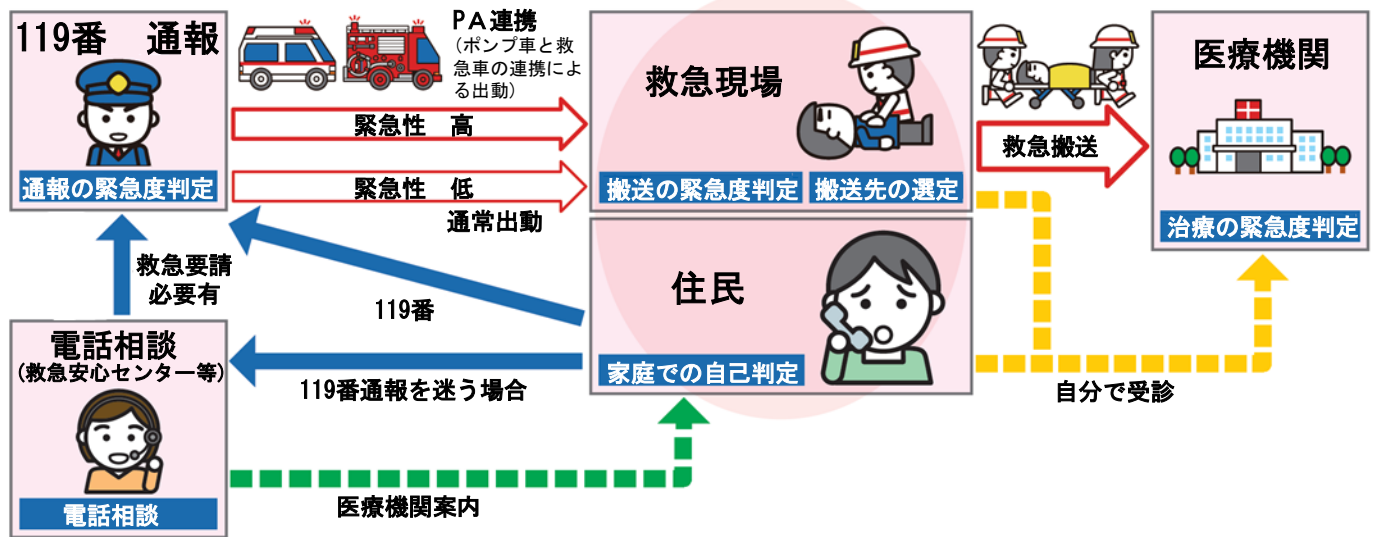 119番　通報
通報の緊急度判定
PA連携
（ポンプ車と救
急車の連携によ
る出動）
緊急性　高
緊急性　低
通常出動
救急現場
搬送の緊急度判定
搬送先の選定
救急搬送
医療機関
治療の緊急度判定
救急要請
必要有
119番
住民
家庭での自己判定
電話相談
（救急安心センター等）
電話相談
119番通報を迷う場合
自分で受診
医療機関案内